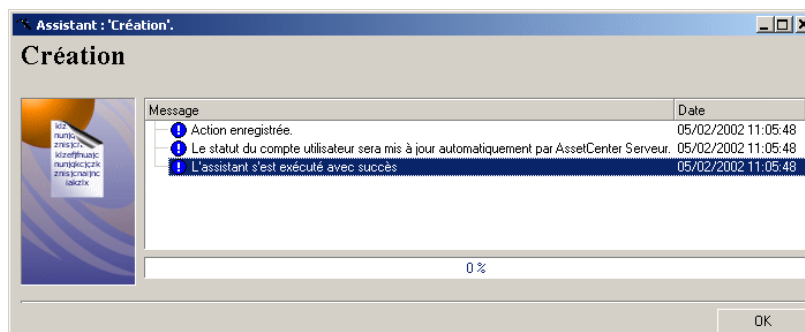 Assistant : 'Création'.
Création
Message Date
Action enregistrée. 05/02/2002 11:05:48
Le statut du compte utilisateur sera mis à jour automatiquement par AssetCenter Serveur. 05/02/2002 11:05:48
L'assistant s'est exécuté avec succès 05/02/2002 11:05:48
0 %
OK